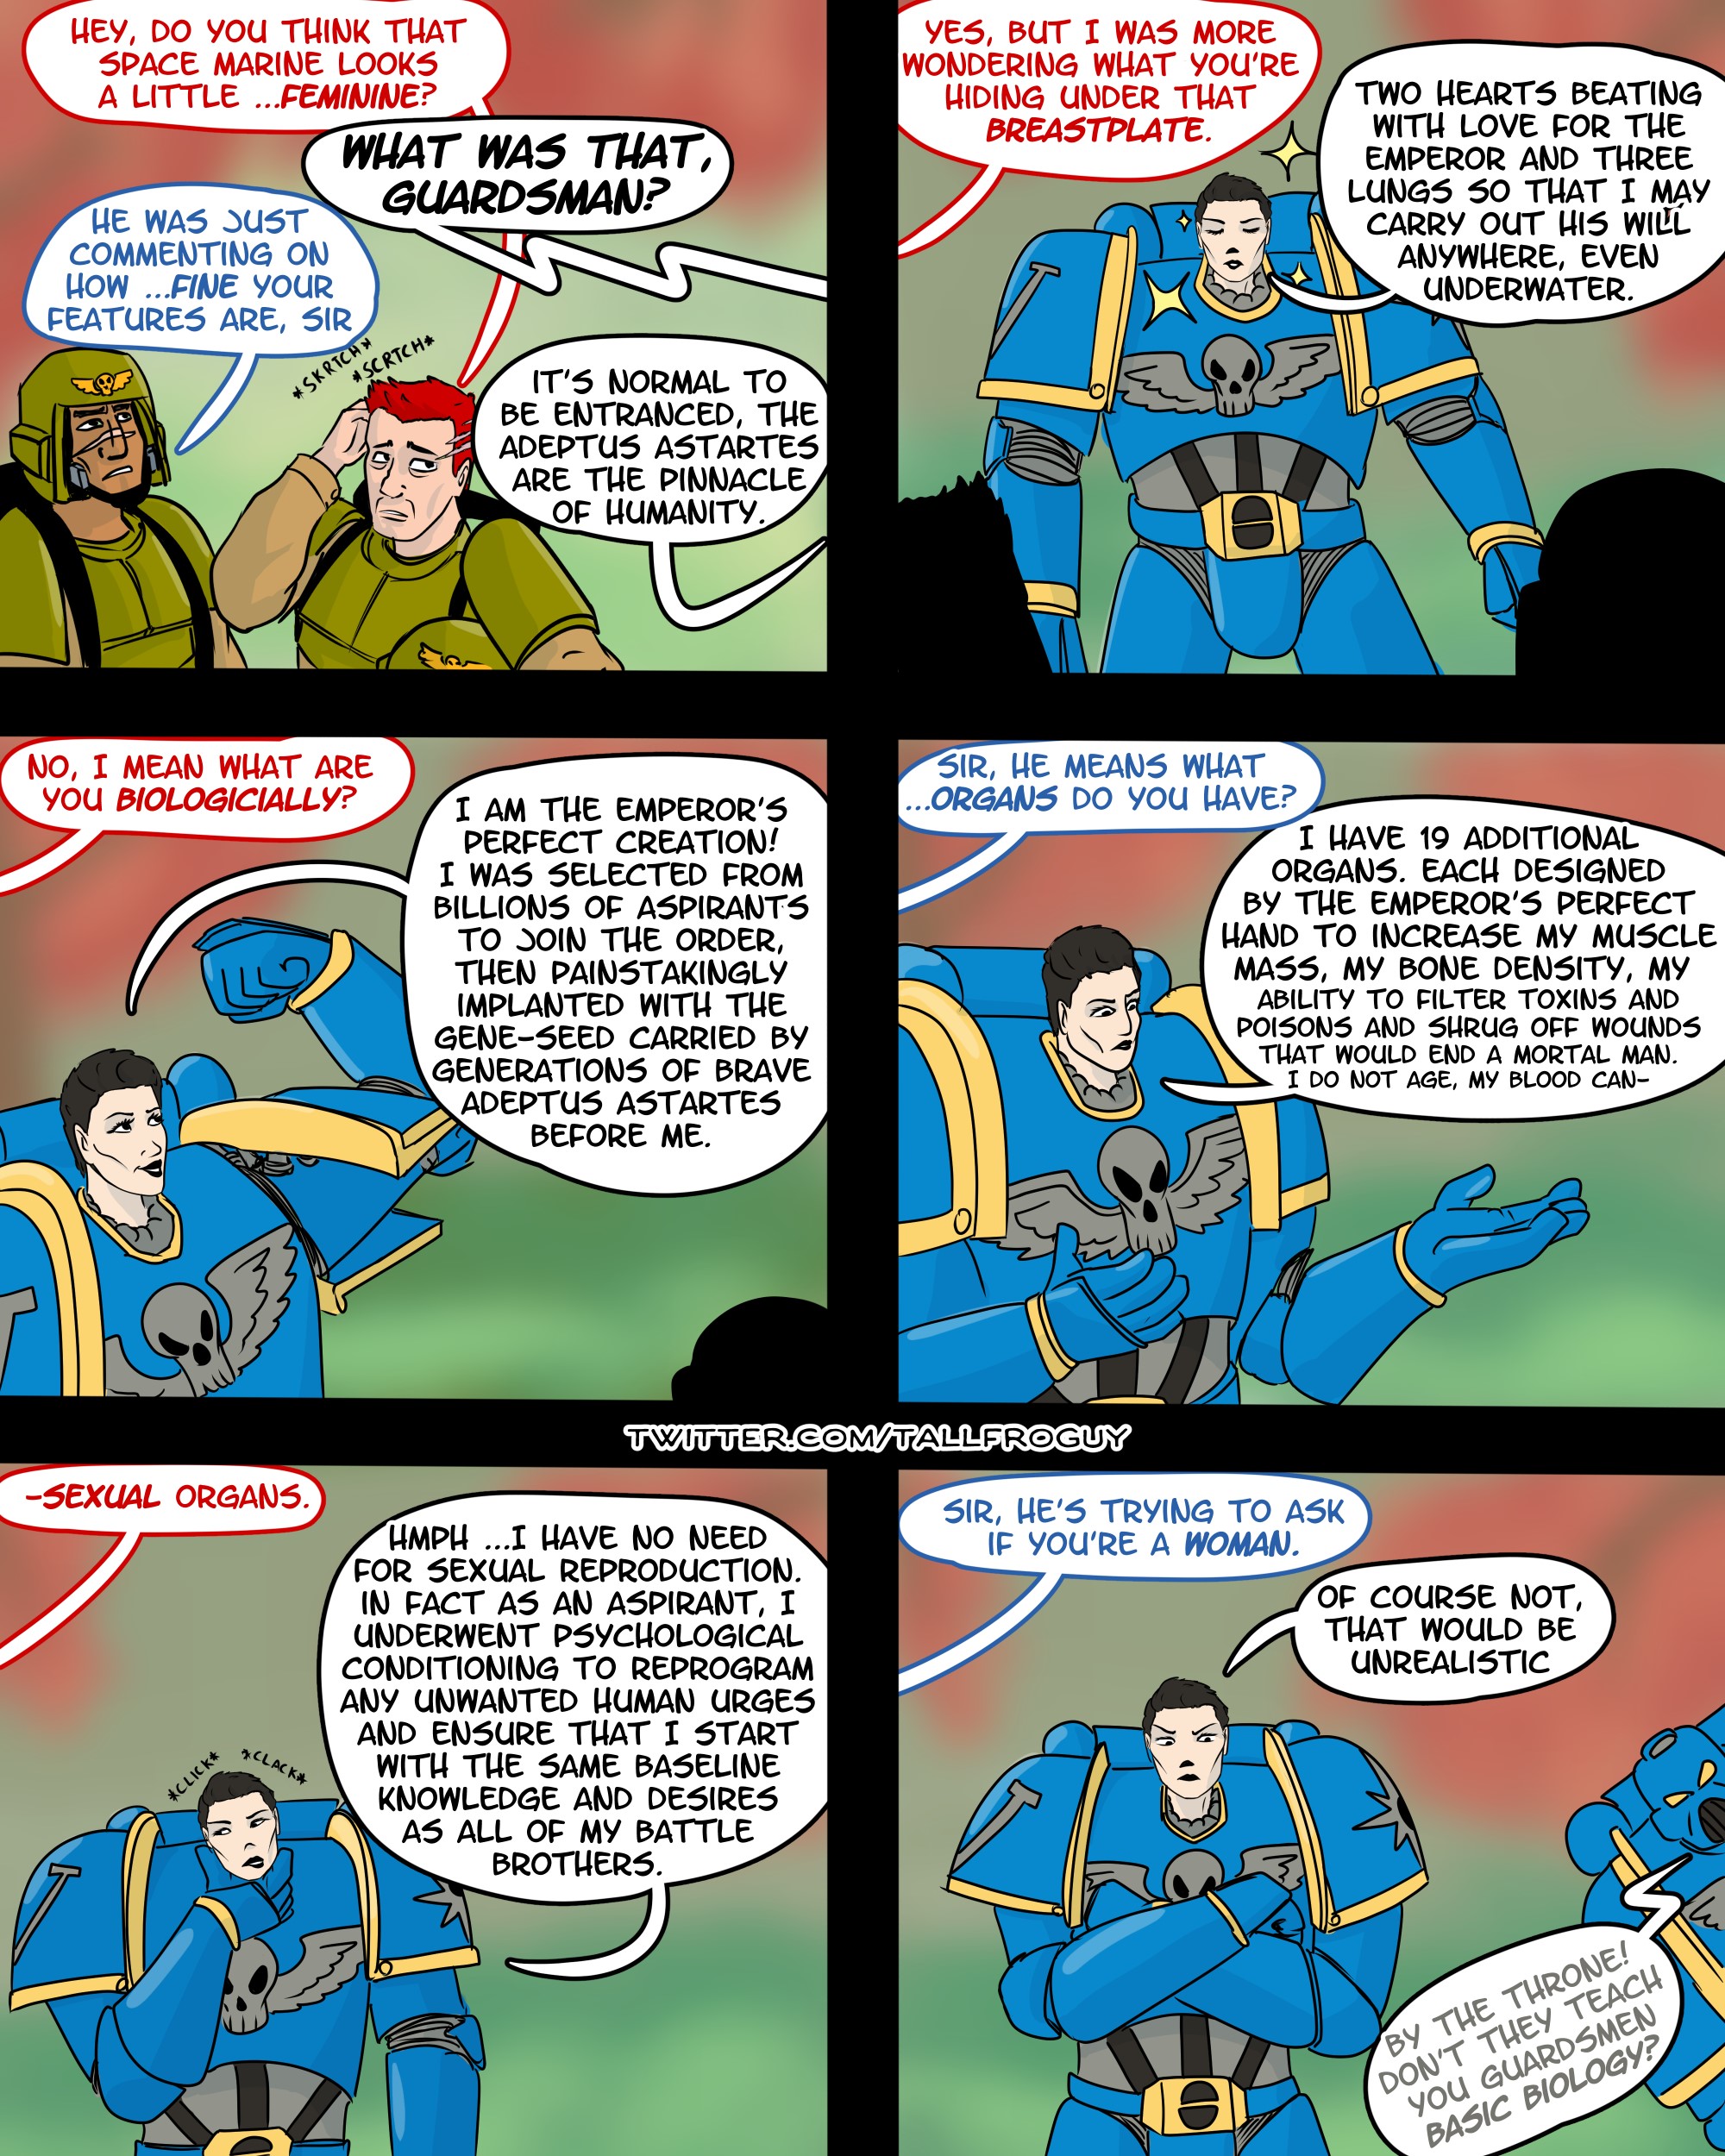 HEY, DO YOU THINK THAT
SPACE MARINE LOOKS
A LITTLE ...FEMININE?
WHAT WAS THAT,
GUARDSMAN?
HE WAS JUST
COMMENTING ON
HOW ...FINE YOUR
FEATURES ARE, SIR
*SKRTCH*
*SCRTCH*
IT'S NORMAL TO
BE ENTRANCED, THE
ADEPTUS ASTARTES
ARE THE PINNACLE
OF HUMANITY.
YES, BUT I WAS MORE
WONDERING WHAT YOU'RE
HIDING UNDER THAT
BREASTPLATE.
TWO HEARTS BEATING
WITH LOVE FOR THE
EMPEROR AND THREE
LUNGS SO THAT I MAY
CARRY OUT HIS WILL
ANYWHERE, EVEN
UNDERWATER.
NO, I MEAN WHAT ARE
YOU BIOLOGICIALLY?
I AM THE EMPEROR'S
PERFECT CREATION!
I WAS SELECTED FROM
BILLIONS OF ASPIRANTS
TO JOIN THE ORDER,
THEN PAINSTAKINGLY
IMPLANTED WITH THE
GENE-SEED CARRIED BY
GENERATIONS OF BRAVE
ADEPTUS ASTARTES
BEFORE ME.
SIR, HE MEANS WHAT
...ORGANS DO YOU HAVE?
I HAVE 19 ADDITIONAL
ORGANS. EACH DESIGNED
BY THE EMPEROR'S PERFECT
HAND TO INCREASE MY MUSCLE
MASS, MY BONE DENSITY, MY
ABILITY TO FILTER TOXINS AND
POISONS AND SHRUG OFF WOUNDS
THAT WOULD END A MORTAL MAN.
I DO NOT AGE, MY BLOOD CAN-
TWITTER.COM/TALLFROGUY
-SEXUAL ORGANS.
HMPH ...I HAVE NO NEED
FOR SEXUAL REPRODUCTION.
IN FACT AS AN ASPIRANT, I
UNDERWENT PSYCHOLOGICAL
CONDITIONING TO REPROGRAM
ANY UNWANTED HUMAN URGES
AND ENSURE THAT I START
WITH THE SAME BASELINE
KNOWLEDGE AND DESIRES
AS ALL OF MY BATTLE
BROTHERS.
*CLICK*
*CLACK*
SIR, HE'S TRYING TO ASK
IF YOU'RE A WOMAN.
OF COURSE NOT,
THAT WOULD BE
UNREALISTIC
BY THE THRONE!
DON'T THEY TEACH
YOU GUARDSMEN
BASIC BIOLOGY?